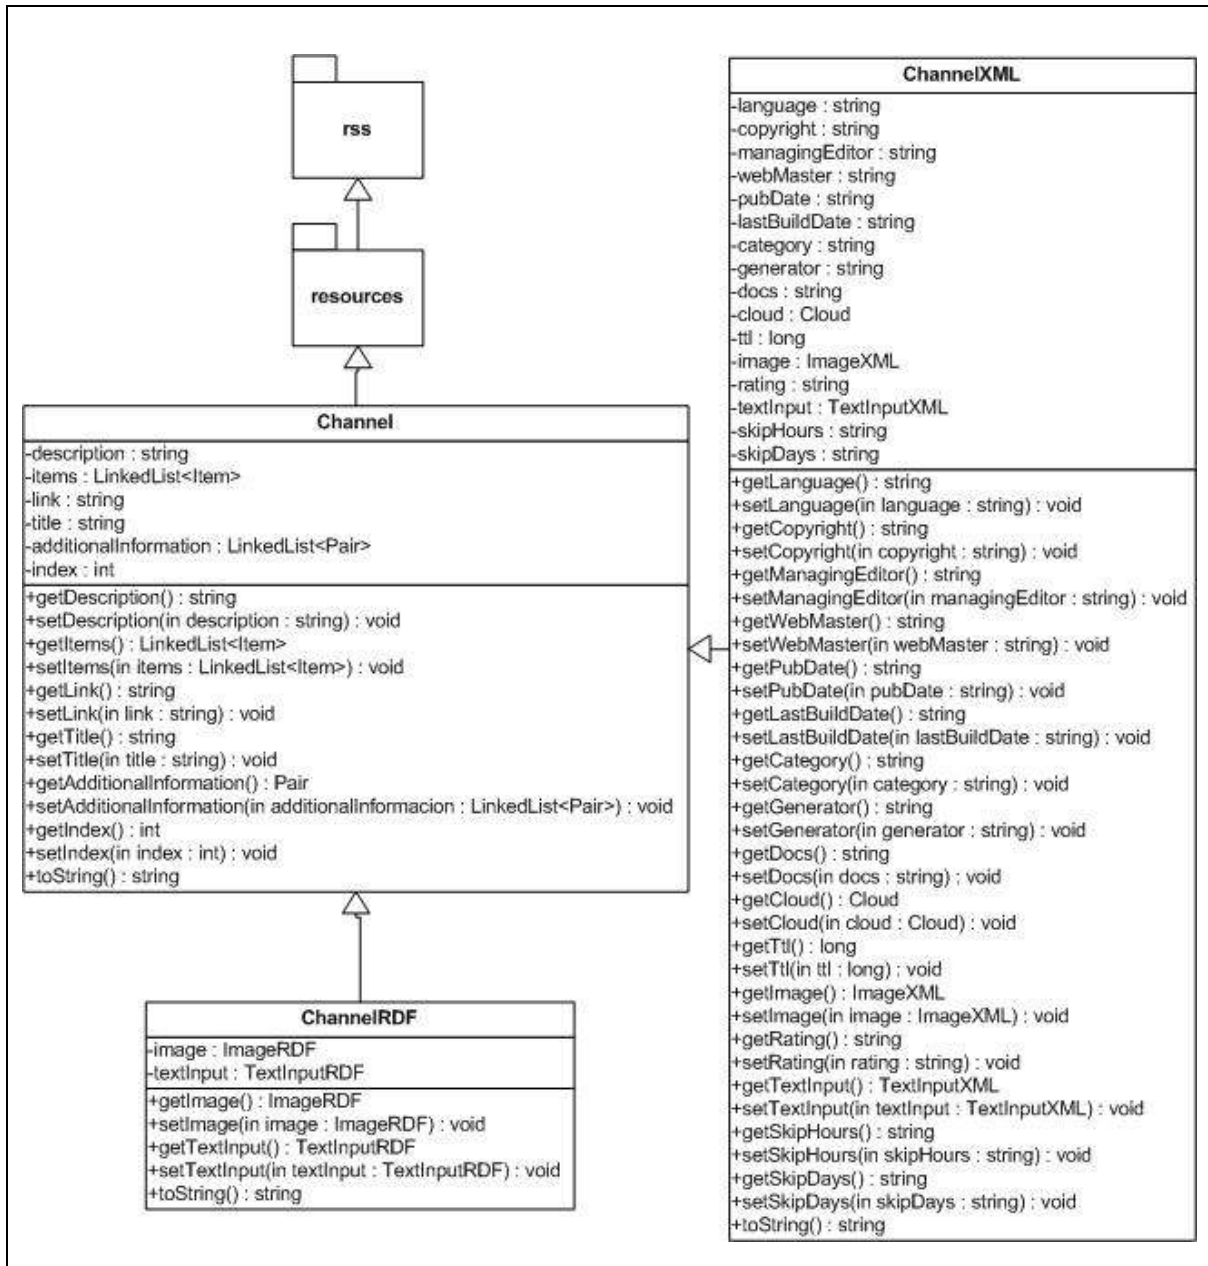 rss
resources
Channel
-description : string
-items : LinkedList<Item>
-link : string
-title : string
-additionalInformation : LinkedList<Pair>
-index : int
+getDescription() : string
+setDescription(in description : string) : void
+getItems() : LinkedList<Item>
+setItems(in items : LinkedList<Item>) : void
+getLink() : string
+setLink(in link : string) : void
+getTitle() : string
+setTitle(in title : string) : void
+getAdditionalInformation() : Pair
+setAdditionalInformation(in additionalInformacion : LinkedList<Pair>) : void
+getIndex() : int
+setIndex(in index : int) : void
+toString() : string
ChannelRDF
-image : ImageRDF
-textInput : TextInputRDF
+getImage() : ImageRDF
+setImage(in image : ImageRDF) : void
+getTextInput() : TextInputRDF
+setTextInput(in textInput : TextInputRDF) : void
+toString() : string
ChannelXML
-language : string
-copyright : string
-managingEditor : string
-webMaster : string
-pubDate : string
-lastBuildDate : string
-category : string
-generator : string
-docs : string
-cloud : Cloud
-ttl : long
-image : ImageXML
-rating : string
-textInput : TextInputXML
-skipHours : string
-skipDays : string
+getLanguage() : string
+setLanguage(in language : string) : void
+getCopyright() : string
+setCopyright(in copyright : string) : void
+getManagingEditor() : string
+setManagingEditor(in managingEditor : string) : void
+getWebMaster() : string
+setWebMaster(in webMaster : string) : void
+getPubDate() : string
+setPubDate(in pubDate : string) : void
+getLastBuildDate() : string
+setLastBuildDate(in lastBuildDate : string) : void
+getCategory() : string
+setCategory(in category : string) : void
+getGenerator() : string
+setGenerator(in generator : string) : void
+getDocs() : string
+setDocs(in docs : string) : void
+getCloud() : Cloud
+setCloud(in cloud : Cloud) : void
+getTtl() : long
+setTtl(in ttl : long) : void
+getImage() : ImageXML
+setImage(in image : ImageXML) : void
+getRating() : string
+setRating(in rating : string) : void
+getTextInput() : TextInputXML
+setTextInput(in textInput : TextInputXML) : void
+getSkipHours() : string
+setSkipHours(in skipHours : string) : void
+getSkipDays() : string
+setSkipDays(in skipDays : string) : void
+toString() : string